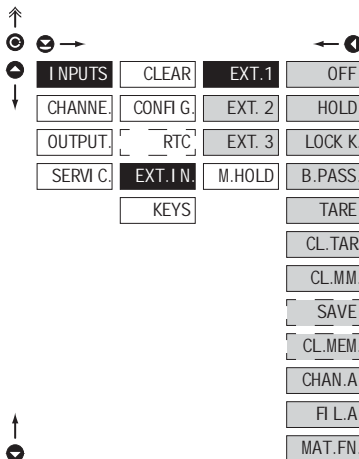 INPUTS CLEAR EXT.1 OFF
CHANNE. CONFIG. EXT. 2 HOLD
OUTPUT. RTC EXT. 3 LOCK K.
SERVIC. EXT.IN. M.HOLD B.PASS.
KEYS TARE
CL.TAR
CL.MM.
SAVE
CL.MEM.
CHAN.A
FIL.A
MAT.FN.